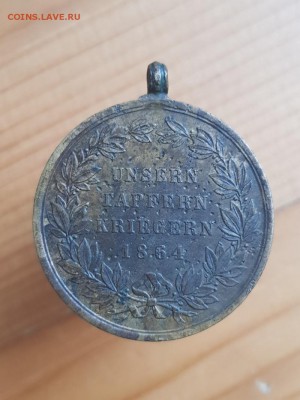 COINS.LAVE.RU
UNSERN
TAPFERN
KRIEGERN
1864